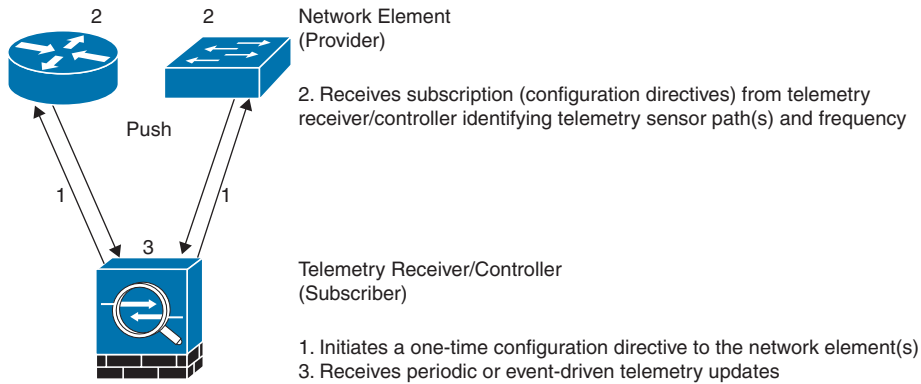 2
2
Network Element
(Provider)
2. Receives subscription (configuration directives) from telemetry
receiver/controller identifying telemetry sensor path(s) and frequency
Push
1
1
3
Telemetry Receiver/Controller
(Subscriber)
1. Initiates a one-time configuration directive to the network element(s)
3. Receives periodic or event-driven telemetry updates